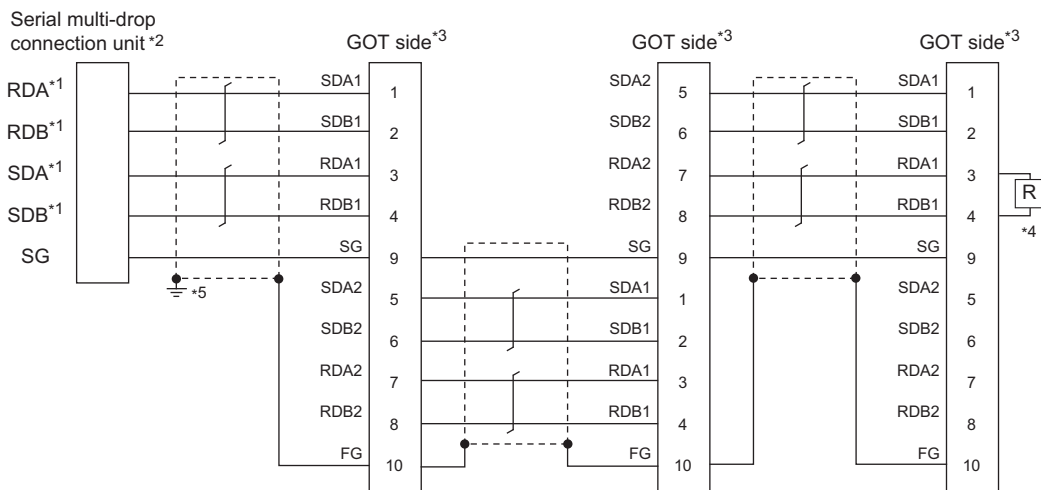 Serial multi-drop
connection unit *2
GOT side*3
GOT side*3
GOT side*3
RDA*1
RDB*1
SDA*1
SDB*1
SG
*5
SDA1 1
SDB1 2
RDA1 3
RDB1 4
SG 9
SDA2 5
SDB2 6
RDA2 7
RDB2 8
FG 10
SDA2 5
SDB2 6
RDA2 7
RDB2 8
SG 9
SDA1 1
SDB1 2
RDA1 3
RDB1 4
FG 10
SDA1 1
SDB1 2
RDA1 3
RDB1 4
SG 9
SDA2 5
SDB2 6
RDA2 7
RDB2 8
FG 10
R
*4